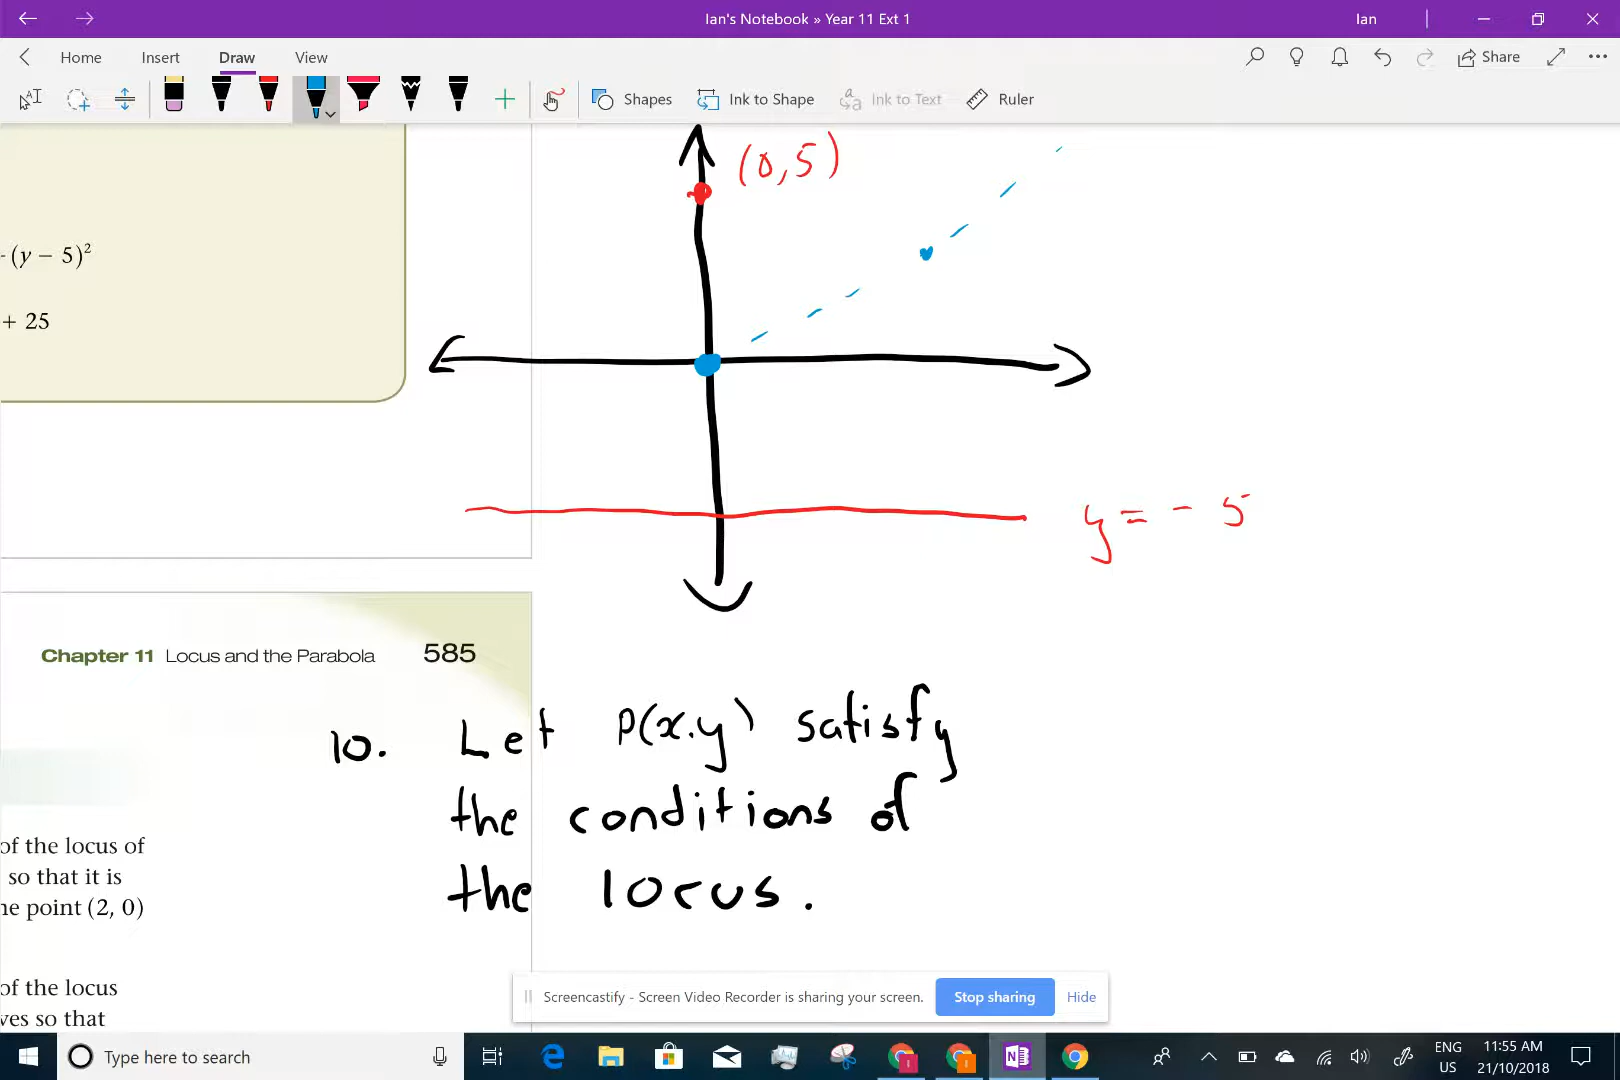 Ian's Notebook » Year 11 Ext 1
Ian
Home
Insert
Draw
View
Share
Shapes
Ink to Shape
Ink to Text
Ruler
(0,5)
(y − 5)²
+ 25
y = - 5
Chapter 11 Locus and the Parabola 585
10. Let P(x.y) satisfy
the conditions of
the locus.
of the locus of
so that it is
ne point (2, 0)
of the locus
ves so that
Screencastify - Screen Video Recorder is sharing your screen.
Stop sharing
Hide
Type here to search
ENG
US
11:55 AM
21/10/2018